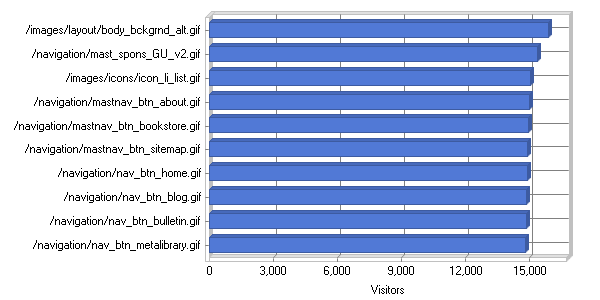 /images/layout/body_bckgrnd_alt.gif
/navigation/mast_spons_GU_v2.gif
/images/icons/icon_li_list.gif
/navigation/mastnav_btn_about.gif
/navigation/mastnav_btn_bookstore.gif
/navigation/mastnav_btn_sitemap.gif
/navigation/nav_btn_home.gif
/navigation/nav_btn_blog.gif
/navigation/nav_btn_bulletin.gif
/navigation/nav_btn_metalibrary.gif
0 3,000 6,000 9,000 12,000 15,000
Visitors